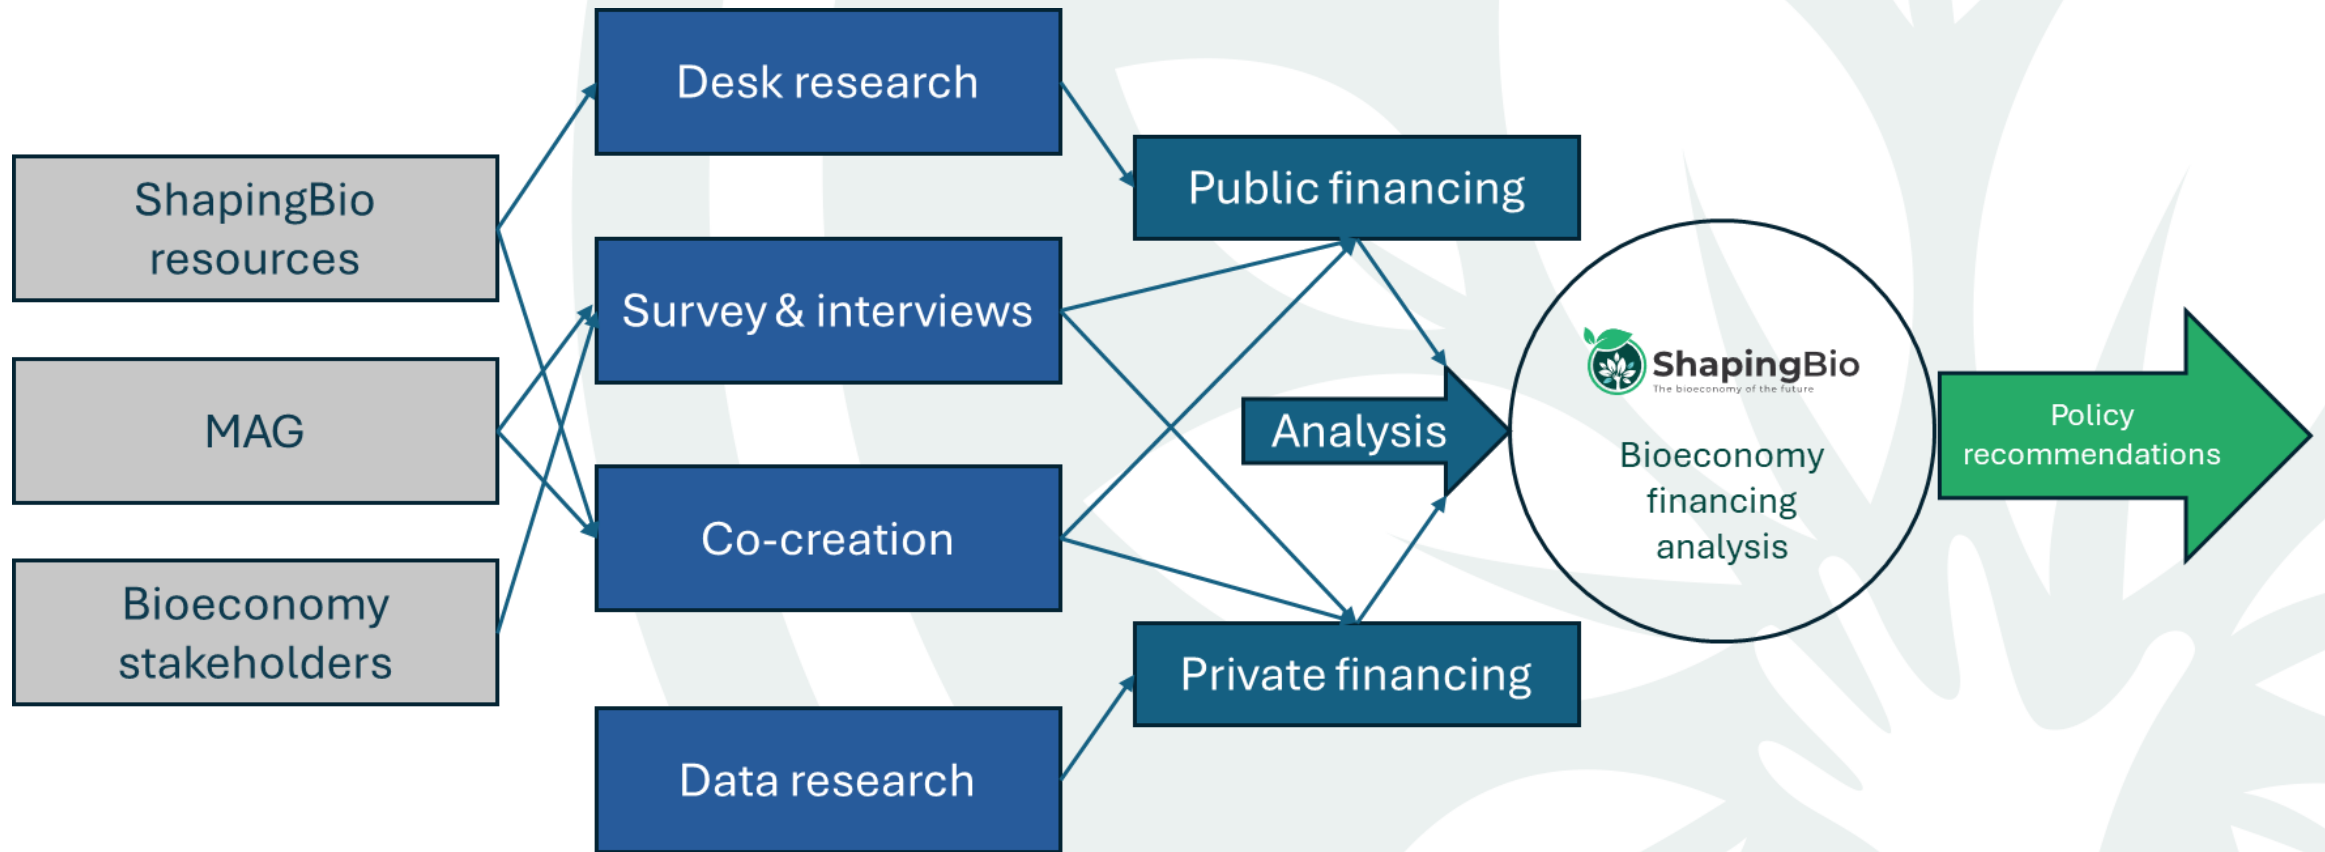 Desk research
ShapingBio
resources
Public financing
Survey & interviews
ShapingBio
The bioeconomy of the future
MAG
Analysis
Policy
recommendations
Bioeconomy
financing
analysis
Co-creation
Bioeconomy
stakeholders
Private financing
Data research